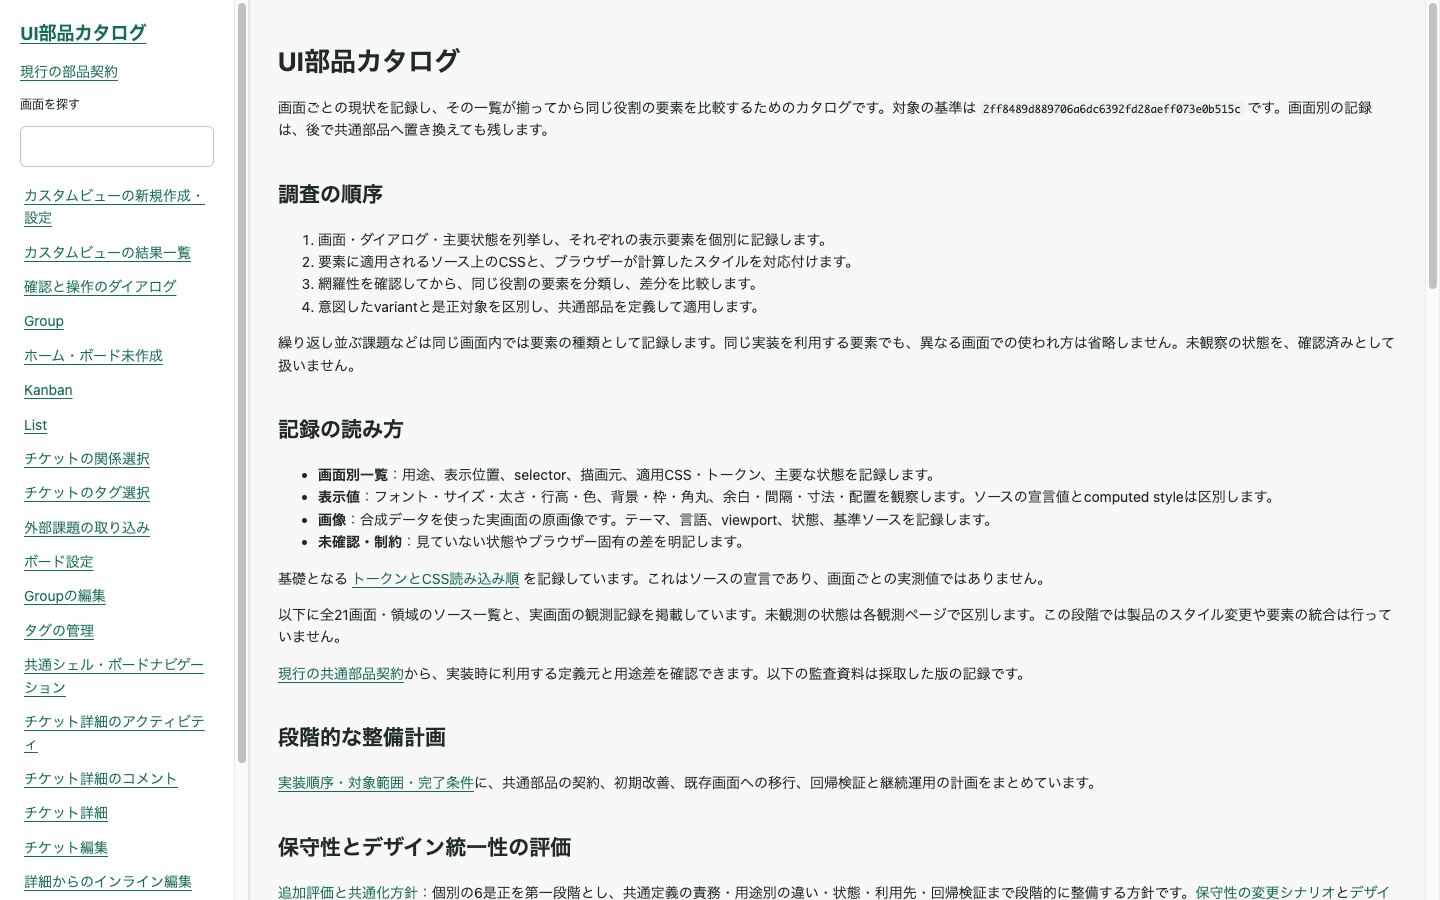 UI部品カタログ
現行の部品契約
画面を探す
カスタムビューの新規作成・
設定
カスタムビューの結果一覧
確認と操作のダイアログ
Group
ホーム・ボード未作成
Kanban
List
チケットの関係選択
チケットのタグ選択
外部課題の取り込み
ボード設定
Groupの編集
タグの管理
共通シェル・ボードナビゲー
ション
チケット詳細のアクティビテ
ィ
チケット詳細のコメント
チケット詳細
チケット編集
詳細からのインライン編集
UI部品カタログ
画面ごとの現状を記録し、その一覧が揃ってから同じ役割の要素を比較するためのカタログです。対象の基準は 2ff8489d889706a6dc6392fd28aeff073e0b515c です。画面別の記録
は、後で共通部品へ置き換えても残します。
調査の順序
1. 画面・ダイアログ・主要状態を列挙し、それぞれの表示要素を個別に記録します。
2. 要素に適用されるソース上のCSSと、ブラウザーが計算したスタイルを対応付けます。
3. 網羅性を確認してから、同じ役割の要素を分類し、差分を比較します。
4. 意図したvariantと是正対象を区別し、共通部品を定義して適用します。
繰り返し並ぶ課題などは同じ画面内では要素の種類として記録します。同じ実装を利用する要素でも、異なる画面での使われ方は省略しません。未観察の状態を、確認済みとして
扱いません。
記録の読み方
• 画面別一覧：用途、表示位置、selector、描画元、適用CSS・トークン、主要な状態を記録します。
• 表示値：フォント・サイズ・太さ・行高・色、背景・枠・角丸、余白・間隔・寸法・配置を観察します。ソースの宣言値とcomputed styleは区別します。
• 画像：合成データを使った実画面の原画像です。テーマ、言語、viewport、状態、基準ソースを記録します。
• 未確認・制約：見ていない状態やブラウザー固有の差を明記します。
基礎となる トークンとCSS読み込み順 を記録しています。これはソースの宣言であり、画面ごとの実測値ではありません。
以下に全21画面・領域のソース一覧と、実画面の観測記録を掲載しています。未観測の状態は各観測ページで区別します。この段階では製品のスタイル変更や要素の統合は行って
いません。
現行の共通部品契約から、実装時に利用する定義元と用途差を確認できます。以下の監査資料は採取した版の記録です。
段階的な整備計画
実装順序・対象範囲・完了条件に、共通部品の契約、初期改善、既存画面への移行、回帰検証と継続運用の計画をまとめています。
保守性とデザイン統一性の評価
追加評価と共通化方針：個別の6是正を第一段階とし、共通定義の責務・用途別の違い・状態・利用先・回帰検証まで段階的に整備する方針です。保守性の変更シナリオとデザイ